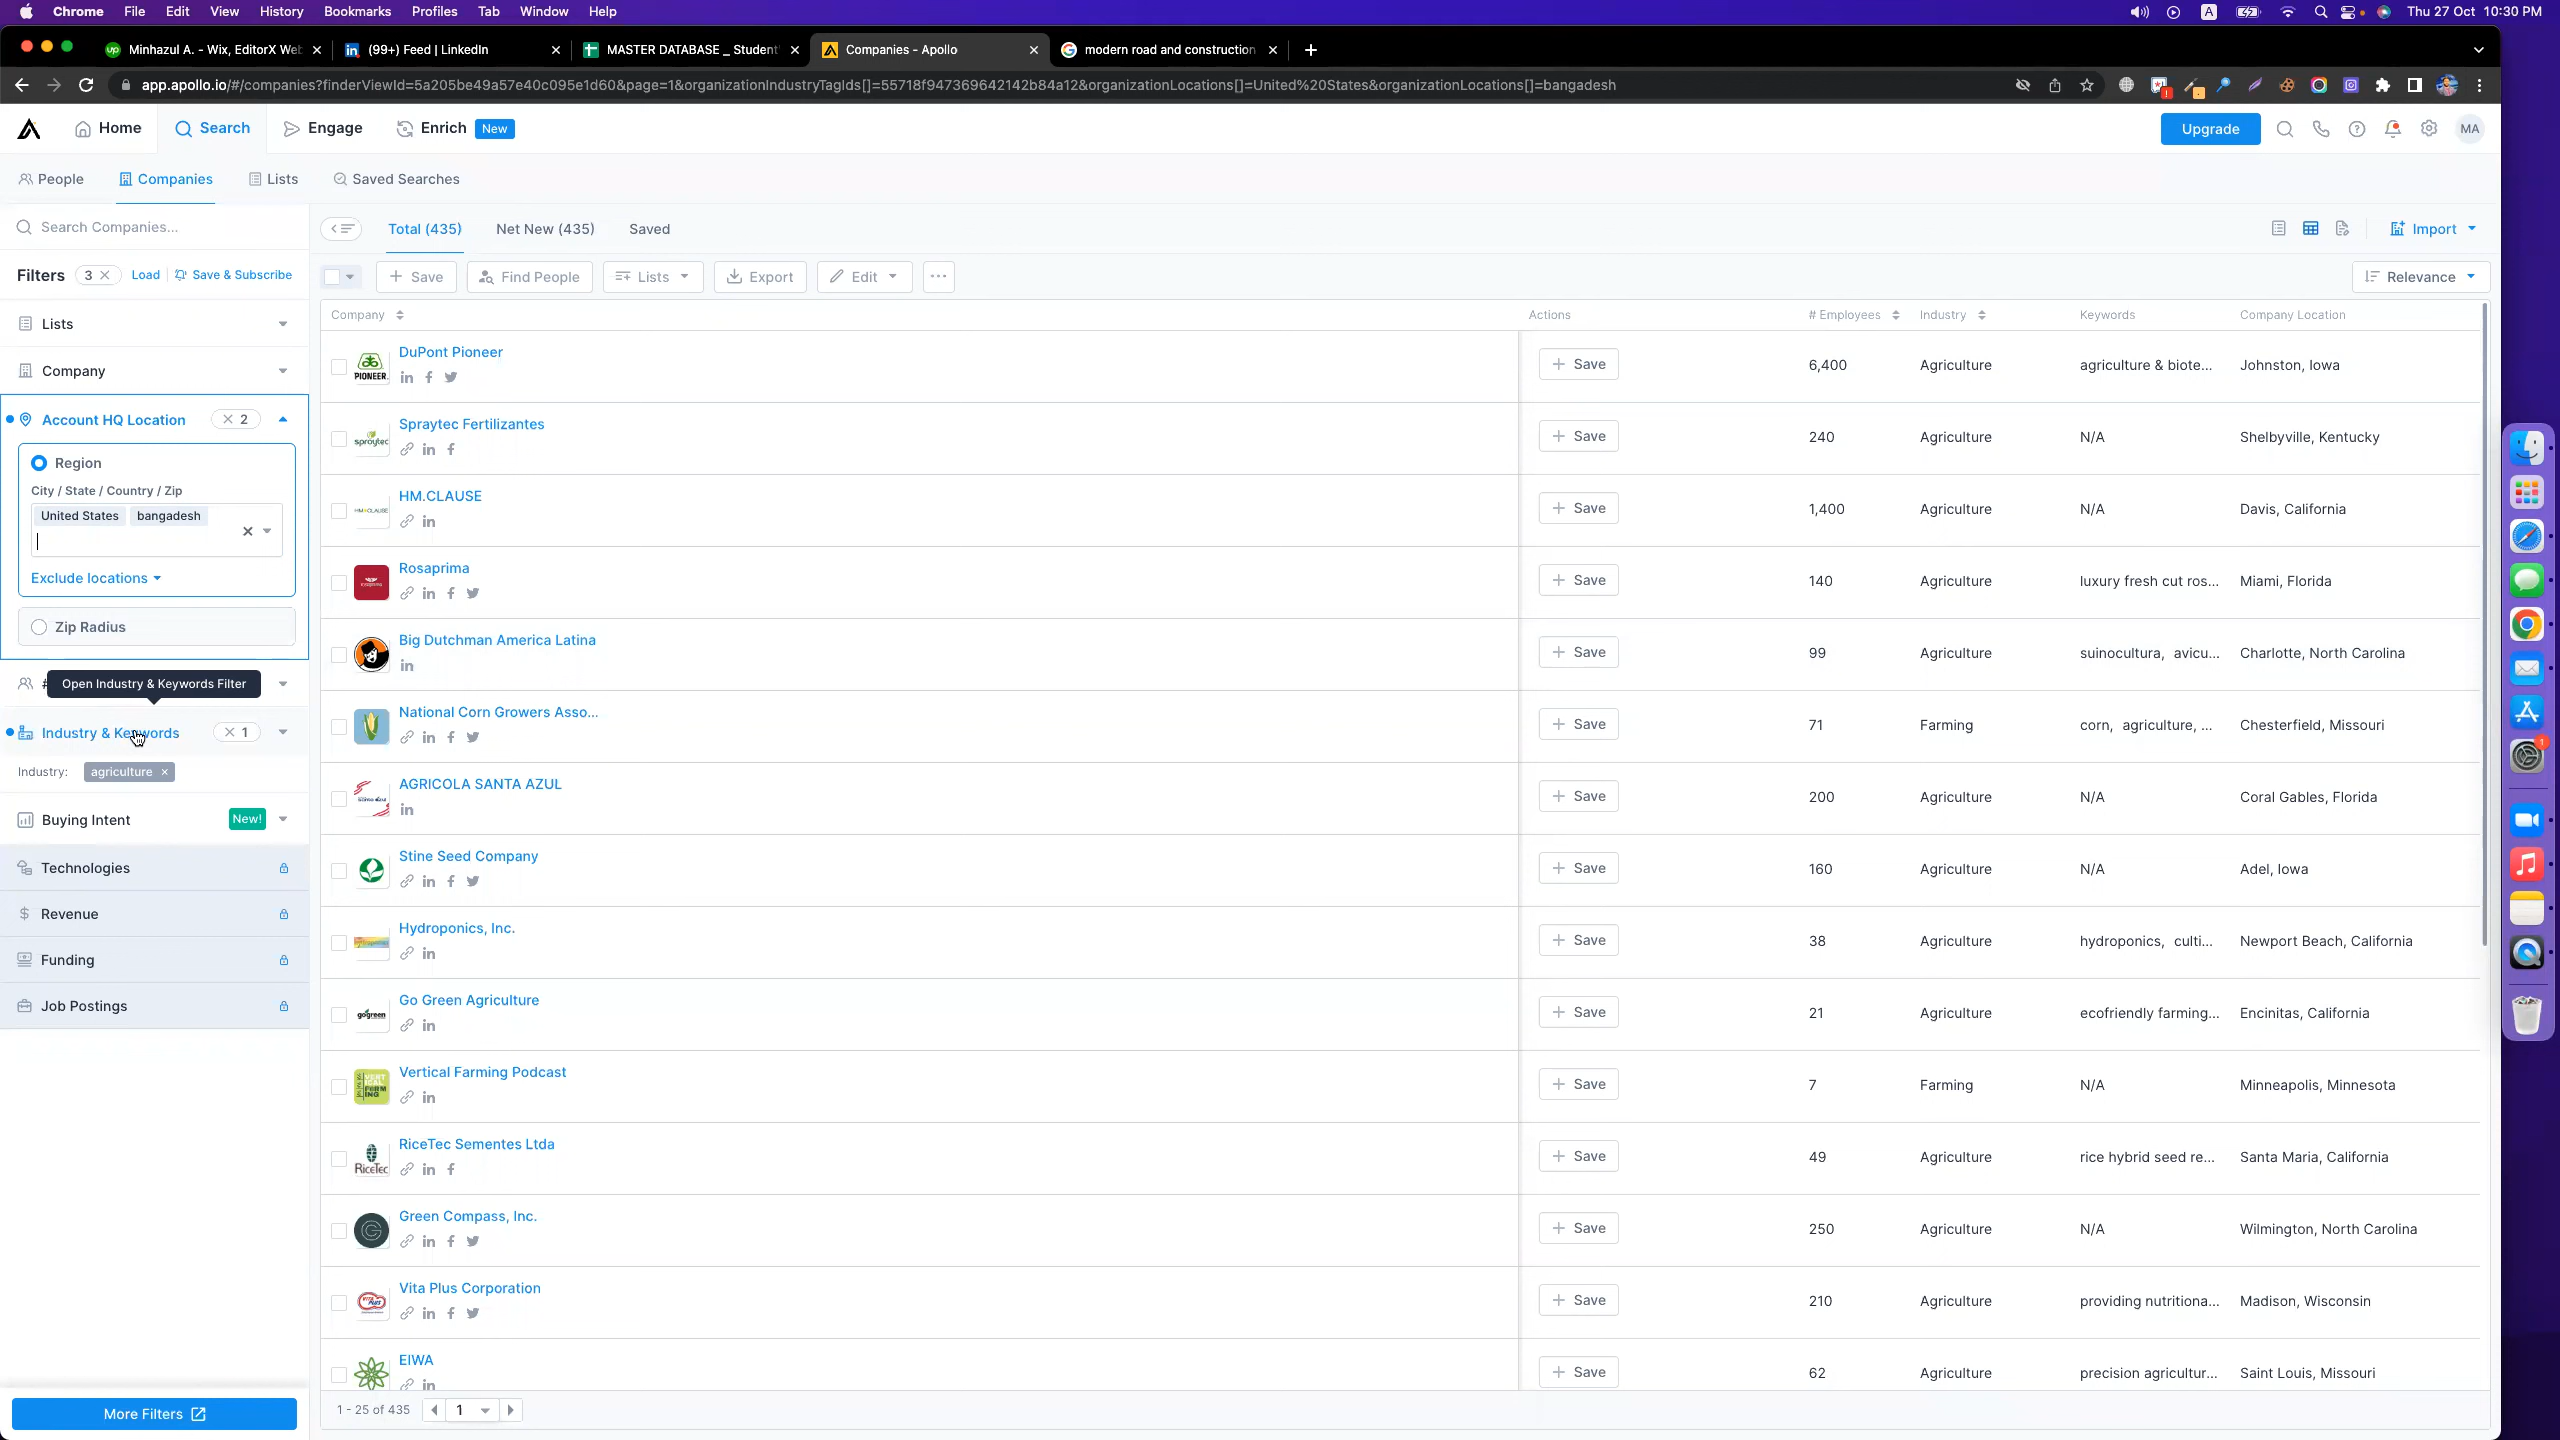 Chrome File Edit View History Bookmarks Profiles Tab Window Help
A Thu 27 Oct 10:30 PM
Minhazul A. - Wix, EditorX Web
(99+) Feed | LinkedIn
MASTER DATABASE _ Student'
Companies - Apollo
modern road and construction
app.apollo.io/#/companies?finderViewId=5a205be49a57e40c095e1d60&page=1&organizationIndustryTagIds[]=55718f947369642142b84a12&organizationLocations[]=United%20States&organizationLocations[]=bangadesh
Home Search Engage Enrich New
Upgrade MA
People Companies Lists Saved Searches
Search Companies...
Total (435) Net New (435) Saved
Import
Filters 3 Load Save & Subscribe
Save Find People Lists Export Edit
Relevance
Lists
Company
Account HQ Location 2
Region
City / State / Country / Zip
United States bangadesh
Exclude locations
Zip Radius
#
Open Industry & Keywords Filter
Industry & Keywords 1
Industry: agriculture
Buying Intent New!
Technologies
Revenue
Funding
Job Postings
More Filters
Company Actions # Employees Industry Keywords Company Location
DuPont Pioneer Save 6,400 Agriculture agriculture & biote... Johnston, Iowa
PIONEER.
Spraytec Fertilizantes Save 240 Agriculture N/A Shelbyville, Kentucky
spraytec
HM.CLAUSE Save 1,400 Agriculture N/A Davis, California
HM.CLAUSE
Rosaprima Save 140 Agriculture luxury fresh cut ros... Miami, Florida
Big Dutchman America Latina Save 99 Agriculture suinocultura, avicu... Charlotte, North Carolina
National Corn Growers Asso... Save 71 Farming corn, agriculture, ... Chesterfield, Missouri
AGRICOLA SANTA AZUL Save 200 Agriculture N/A Coral Gables, Florida
Stine Seed Company Save 160 Agriculture N/A Adel, Iowa
Hydroponics, Inc. Save 38 Agriculture hydroponics, culti... Newport Beach, California
Go Green Agriculture Save 21 Agriculture ecofriendly farming... Encinitas, California
gogreen
Vertical Farming Podcast Save 7 Farming N/A Minneapolis, Minnesota
VERT
ICAL
FARM
ING
RiceTec Sementes Ltda Save 49 Agriculture rice hybrid seed re... Santa Maria, California
RiceTec
Green Compass, Inc. Save 250 Agriculture N/A Wilmington, North Carolina
Vita Plus Corporation Save 210 Agriculture providing nutritiona... Madison, Wisconsin
VITA PLUS
EIWA Save 62 Agriculture precision agricultur... Saint Louis, Missouri
1 - 25 of 435 1